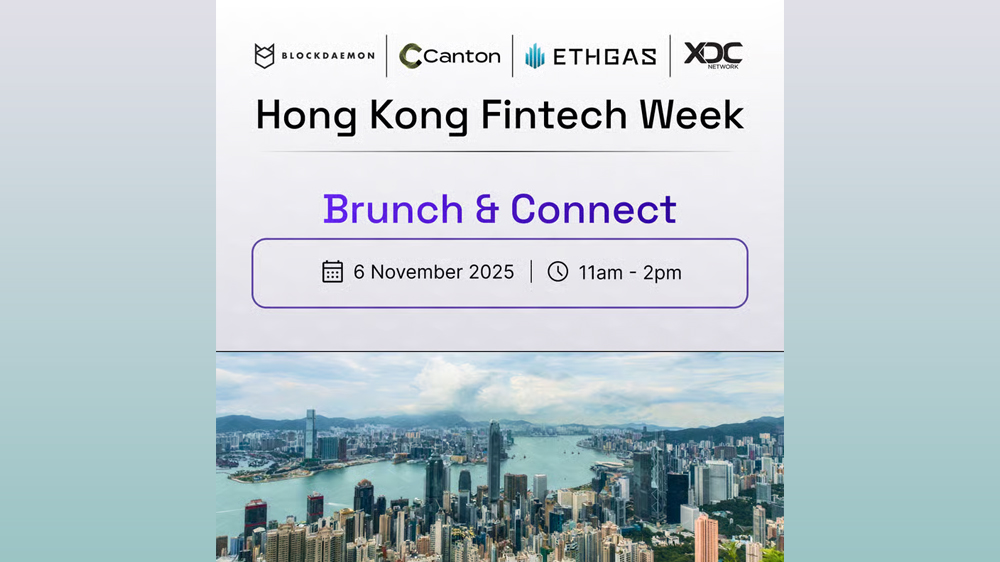 BLOCKDAEMON | Canton | ETHGAS | XDC NETWORK
Hong Kong Fintech Week
Brunch & Connect
6 November 2025 | 11am - 2pm